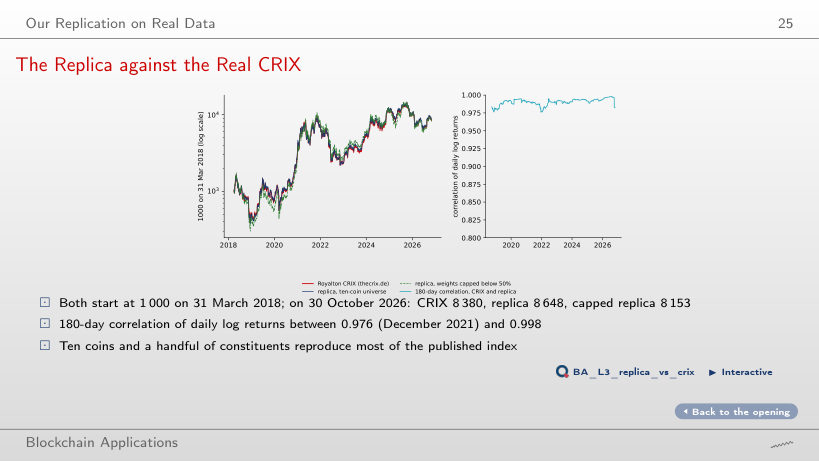 Our Replication on Real Data
25
The Replica against the Real CRIX
1000 on 31 Mar 2018 (log scale)
10⁴
10³
2018 2020 2022 2024 2026
correlation of daily log returns
1.000
0.975
0.950
0.925
0.900
0.875
0.850
0.825
0.800
2020 2022 2024 2026
Royalton CRIX (thecrix.de)
replica, weights capped below 50%
replica, ten-coin universe
180-day correlation, CRIX and replica
Both start at 1 000 on 31 March 2018; on 30 October 2026: CRIX 8 380, replica 8 648, capped replica 8 153
180-day correlation of daily log returns between 0.976 (December 2021) and 0.998
Ten coins and a handful of constituents reproduce most of the published index
BA_L3_replica_vs_crix
Interactive
Back to the opening
Blockchain Applications